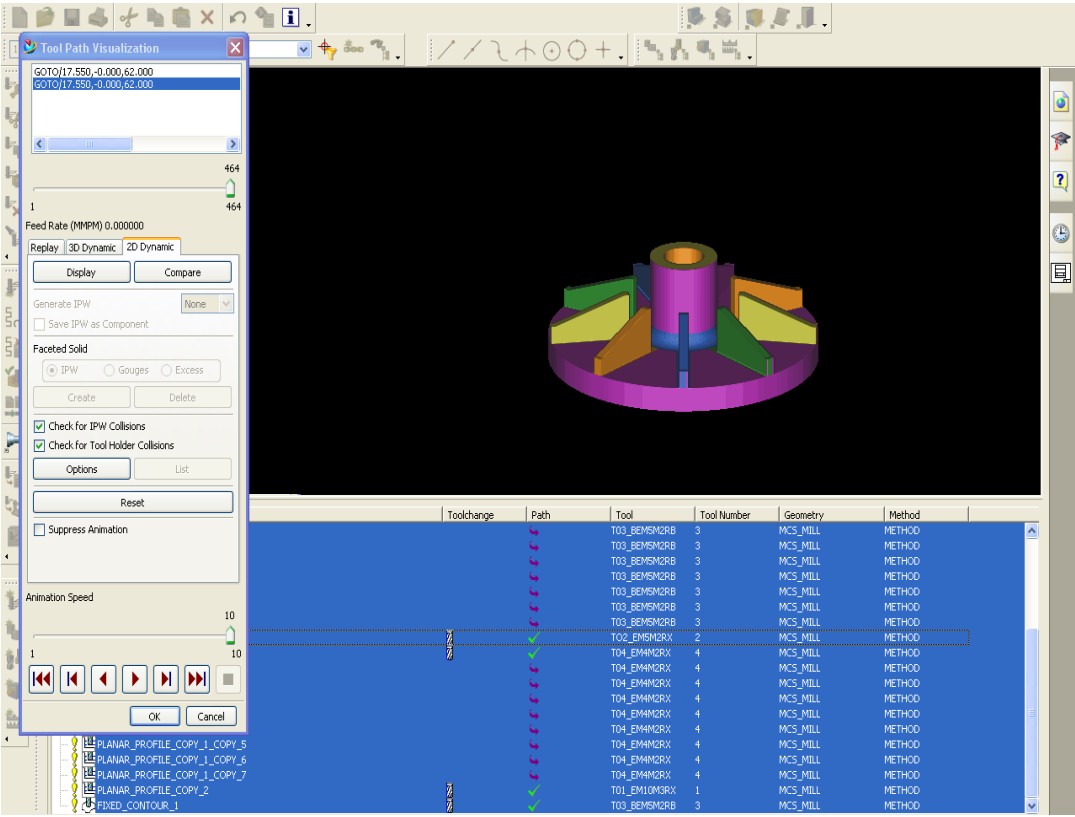 Tool Path Visualization
GOTO/17.550,-0.000,62.000
GOTO/17.550,-0.000,62.000
464
1 464
Feed Rate (MMPM) 0.000000
Replay 3D Dynamic 2D Dynamic
Display Compare
Generate IPW None
Save IPW as Component
Faceted Solid
IPW Gouges Excess
Create Delete
Check for IPW Collisions
Check for Tool Holder Collisions
Options List
Reset
Suppress Animation
Animation Speed
10
1 10
OK Cancel
Toolchange Path Tool Tool Number Geometry Method
T03_BEM5M2RB 3 MCS_MILL METHOD
T03_BEM5M2RB 3 MCS_MILL METHOD
T03_BEM5M2RB 3 MCS_MILL METHOD
T03_BEM5M2RB 3 MCS_MILL METHOD
T03_BEM5M2RB 3 MCS_MILL METHOD
T03_BEM5M2RB 3 MCS_MILL METHOD
T03_BEM5M2RB 3 MCS_MILL METHOD
TO2_EM5M2RX 2 MCS_MILL METHOD
T04_EM4M2RX 4 MCS_MILL METHOD
T04_EM4M2RX 4 MCS_MILL METHOD
T04_EM4M2RX 4 MCS_MILL METHOD
T04_EM4M2RX 4 MCS_MILL METHOD
T04_EM4M2RX 4 MCS_MILL METHOD
T04_EM4M2RX 4 MCS_MILL METHOD
PLANAR_PROFILE_COPY_1_COPY_5 T04_EM4M2RX 4 MCS_MILL METHOD
PLANAR_PROFILE_COPY_1_COPY_6 T04_EM4M2RX 4 MCS_MILL METHOD
PLANAR_PROFILE_COPY_1_COPY_7 T04_EM4M2RX 4 MCS_MILL METHOD
PLANAR_PROFILE_COPY_2 T01_EM10M3RX 1 MCS_MILL METHOD
FIXED_CONTOUR_1 T03_BEM5M2RB 3 MCS_MILL METHOD